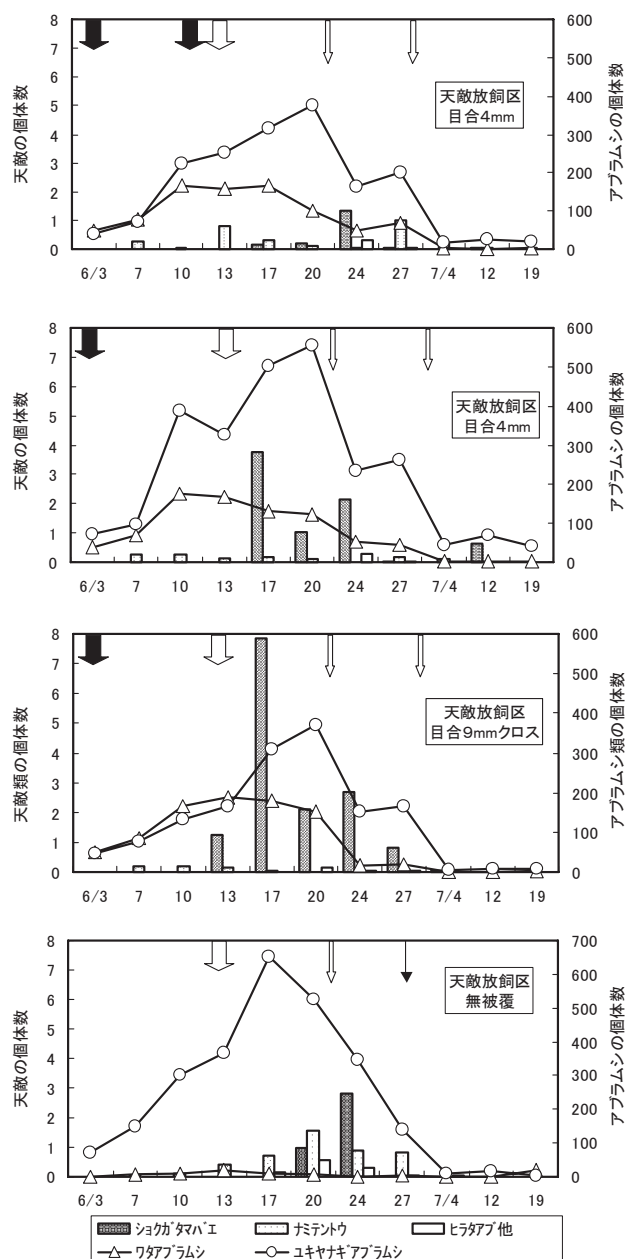 天敵の個体数
8
7
6
5
4
3
2
1
0
600
500
400
300
200
100
0
アブラムシの個体数
天敵放飼区
目合4mm
6/3 7 10 13 17 20 24 27 7/4 12 19
天敵の個体数
8
7
6
5
4
3
2
1
0
600
500
400
300
200
100
0
アブラムシの個体数
天敵放飼区
目合4mm
6/3 7 10 13 17 20 24 27 7/4 12 19
天敵類の個体数
8
7
6
5
4
3
2
1
0
600
500
400
300
200
100
0
アブラムシ類の個体数
天敵放飼区
目合9mmクロス
6/3 7 10 13 17 20 24 27 7/4 12 19
天敵の個体数
8
7
6
5
4
3
2
1
0
700
600
500
400
300
200
100
0
アブラムシの個体数
天敵放飼区
無被覆
6/3 7 10 13 17 20 24 27 7/4 12 19
ショクガタマバエ ナミテントウ ヒラタアブ他
ワタアブラムシ ユキヤナギアブラムシ